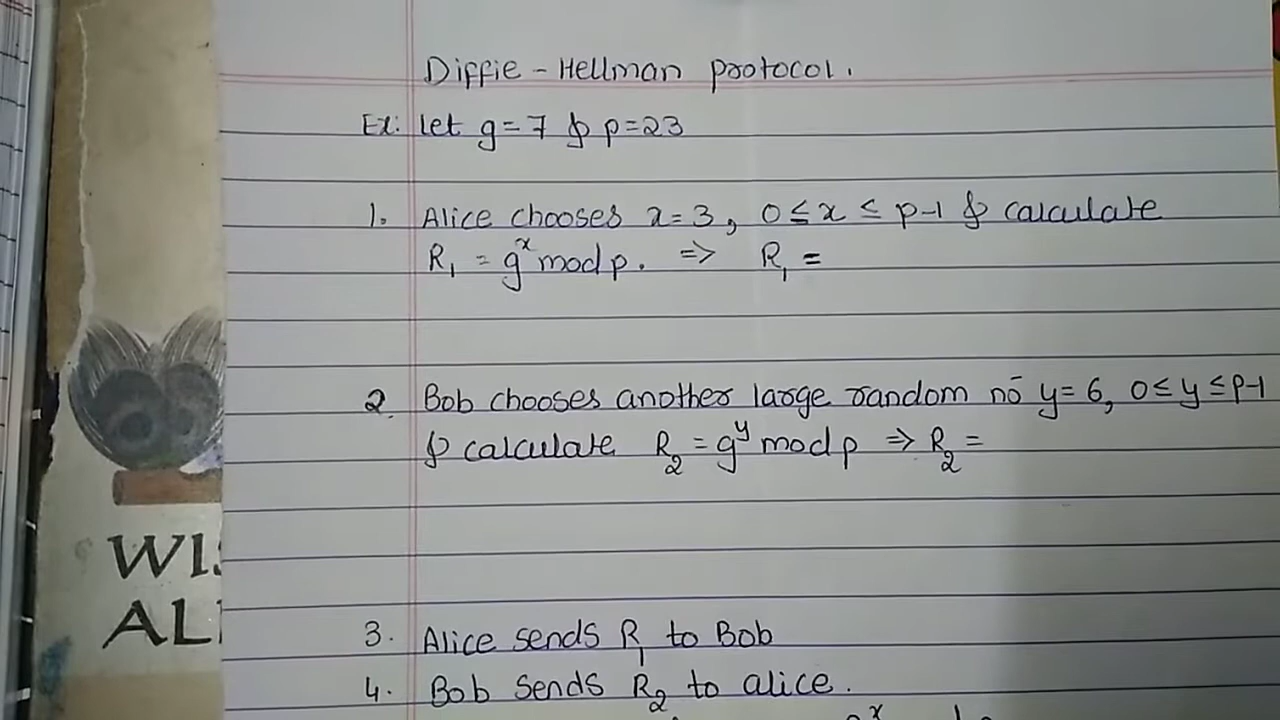 Diffie - Hellman protocol.
Ex: let g=7 & p=23
1. Alice chooses x=3, 0≤x≤p-1 & calculate
R₁ = gˣ mod p. ⇒ R₁ =
2. Bob chooses another large random no y=6, 0≤y≤p-1
& calculate R₂ = gʸ mod p ⇒ R₂ =
3. Alice sends R₁ to Bob
4. Bob sends R₂ to alice.